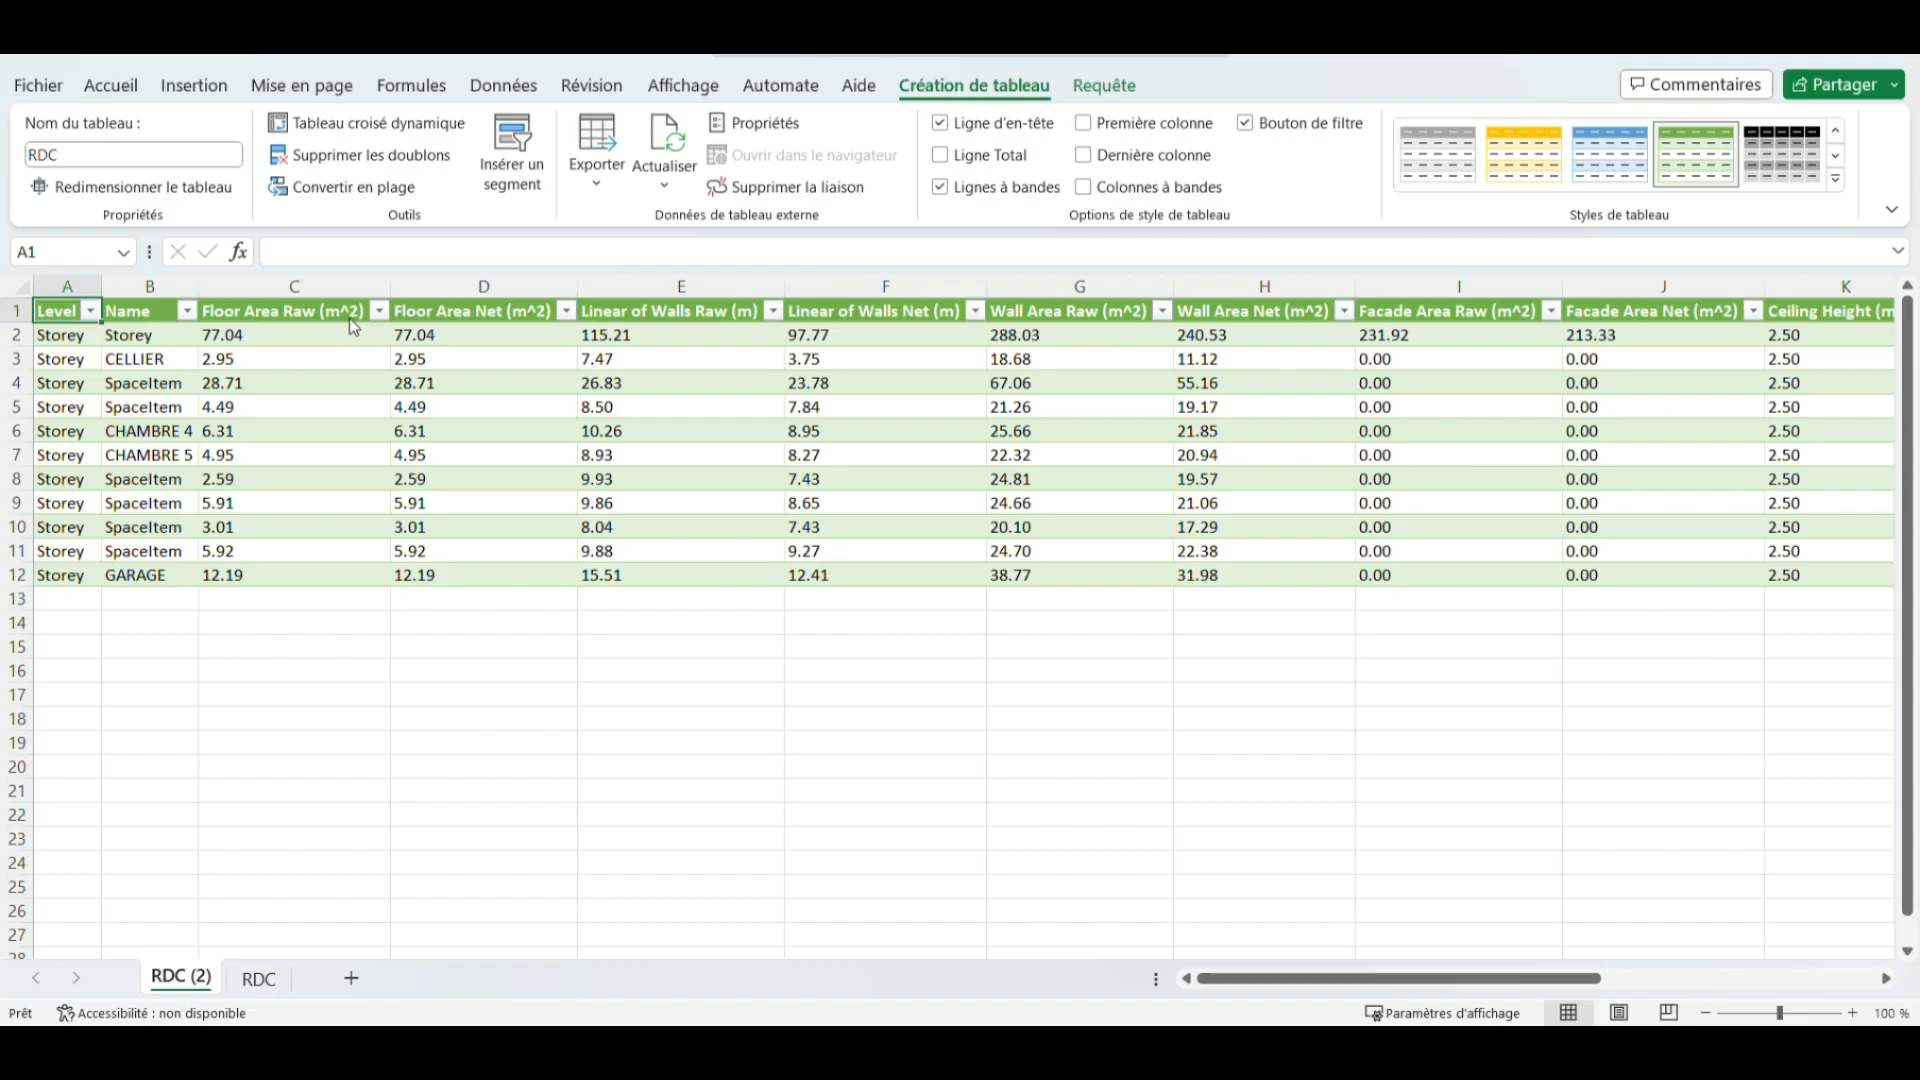 Fichier Accueil Insertion Mise en page Formules Données Révision Affichage Automate Aide Création de tableau Requête Commentaires Partager
Nom du tableau :
RDC
Redimensionner le tableau
Propriétés
Tableau croisé dynamique
Supprimer les doublons
Convertir en plage
Insérer un
segment
Outils
Exporter Actualiser
Propriétés
Ouvrir dans le navigateur
Supprimer la liaison
Données de tableau externe
Ligne d'en-tête Première colonne Bouton de filtre
Ligne Total Dernière colonne
Lignes à bandes Colonnes à bandes
Options de style de tableau
Styles de tableau
A1 fx
A B C D E F G H I J K
1 Level Name Floor Area Raw (m^2) Floor Area Net (m^2) Linear of Walls Raw (m) Linear of Walls Net (m) Wall Area Raw (m^2) Wall Area Net (m^2) Facade Area Raw (m^2) Facade Area Net (m^2) Ceiling Height (m
2 Storey Storey 77.04 77.04 115.21 97.77 288.03 240.53 231.92 213.33 2.50
3 Storey CELLIER 2.95 2.95 7.47 3.75 18.68 11.12 0.00 0.00 2.50
4 Storey SpaceItem 28.71 28.71 26.83 23.78 67.06 55.16 0.00 0.00 2.50
5 Storey SpaceItem 4.49 4.49 8.50 7.84 21.26 19.17 0.00 0.00 2.50
6 Storey CHAMBRE 4 6.31 6.31 10.26 8.95 25.66 21.85 0.00 0.00 2.50
7 Storey CHAMBRE 5 4.95 4.95 8.93 8.27 22.32 20.94 0.00 0.00 2.50
8 Storey SpaceItem 2.59 2.59 9.93 7.43 24.81 19.57 0.00 0.00 2.50
9 Storey SpaceItem 5.91 5.91 9.86 8.65 24.66 21.06 0.00 0.00 2.50
10 Storey SpaceItem 3.01 3.01 8.04 7.43 20.10 17.29 0.00 0.00 2.50
11 Storey SpaceItem 5.92 5.92 9.88 9.27 24.70 22.38 0.00 0.00 2.50
12 Storey GARAGE 12.19 12.19 15.51 12.41 38.77 31.98 0.00 0.00 2.50
13
14
15
16
17
18
19
20
21
22
23
24
25
26
27
28
RDC (2) RDC
Prêt Accessibilité : non disponible Paramètres d'affichage 100 %